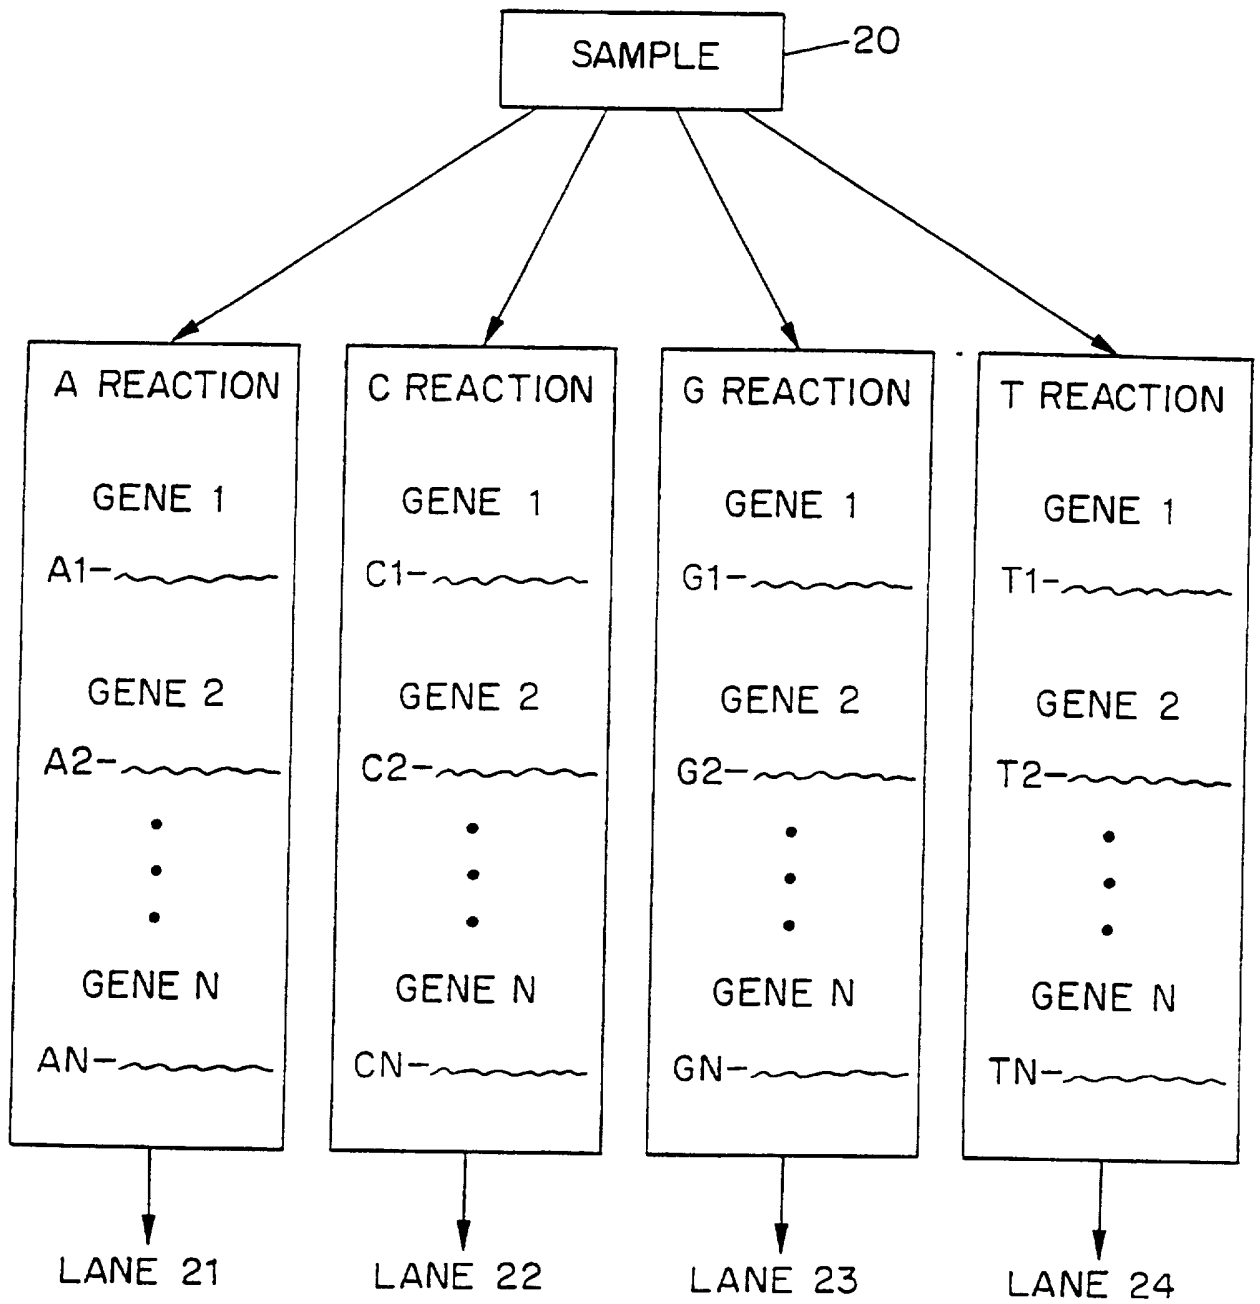 SAMPLE
20
A REACTION
GENE 1
A1
GENE 2
A2
GENE N
AN
LANE 21
C REACTION
GENE 1
C1
GENE 2
C2
GENE N
CN
LANE 22
G REACTION
GENE 1
G1
GENE 2
G2
GENE N
GN
LANE 23
T REACTION
GENE 1
T1
GENE 2
T2
GENE N
TN
LANE 24